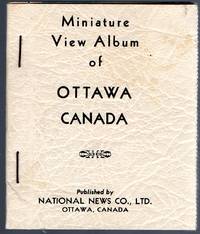 Miniature
View Album
of
OTTAWA
CANADA
Published by
NATIONAL NEWS CO., LTD.
OTTAWA, CANADA